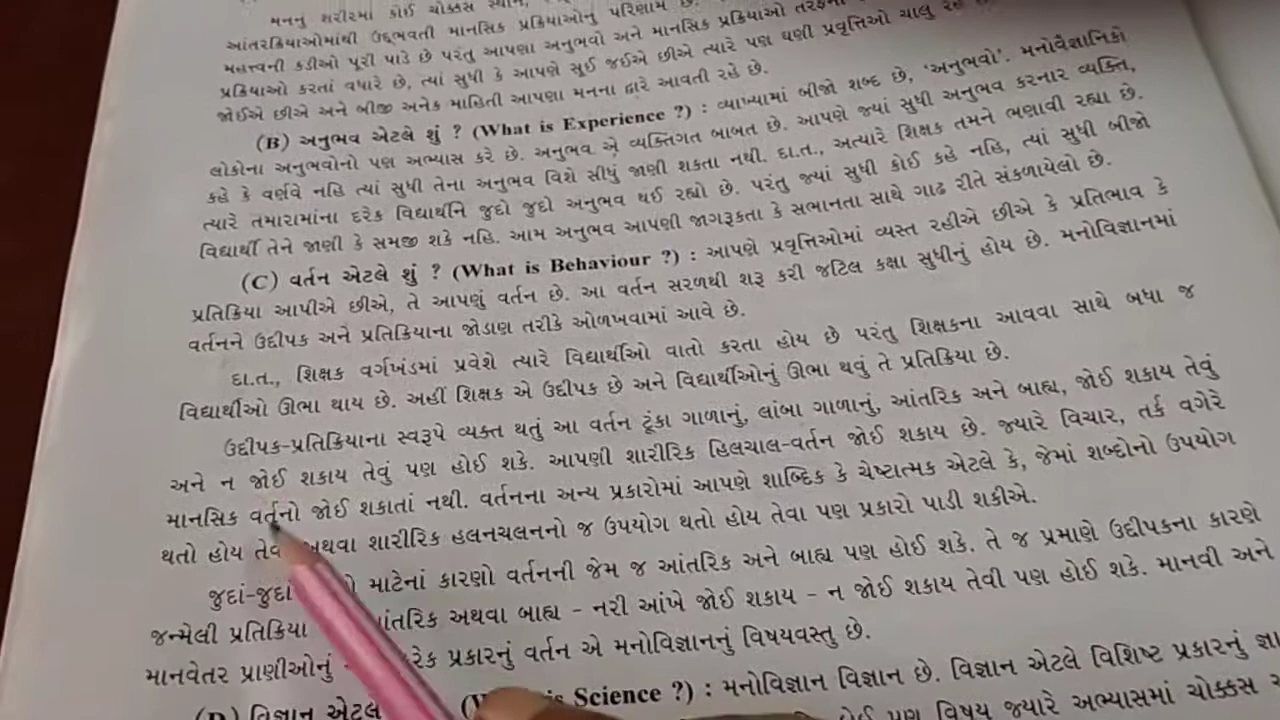 મનનું શરીરમાં કોઈ ચોક્કસ સ્થાન,
આંતરક્રિયાઓમાંથી ઉદ્ભવતી માનસિક પ્રક્રિયાઓનું પરિણામ છે.
મહત્ત્વની કડીઓ પૂરી પાડે છે પરંતુ આપણા અનુભવો અને માનસિક પ્રક્રિયાઓ
પ્રક્રિયાઓ કરતાં વધારે છે, ત્યાં સુધી કે આપણે સૂઈ જઈએ છીએ ત્યારે પણ ઘણી પ્રવૃત્તિઓ ચાલુ રહે
જોઈએ છીએ અને બીજી અનેક માહિતી આપણા મનના દ્વારે આવતી રહે છે.
(B) અનુભવ એટલે શું ? (What is Experience ?) : વ્યાખ્યામાં બીજો શબ્દ છે, ‘અનુભવો’. મનોવૈજ્ઞાનિકો
લોકોના અનુભવોનો પણ અભ્યાસ કરે છે. અનુભવ એ વ્યક્તિગત બાબત છે. આપણે જ્યાં સુધી અનુભવ કરનાર વ્યક્તિ,
કહે કે વર્ણવે નહિ ત્યાં સુધી તેના અનુભવ વિશે સીધું જાણી શકતા નથી. દા.ત., અત્યારે શિક્ષક તમને ભણાવી રહ્યા છે.
ત્યારે તમારામાંના દરેક વિદ્યાર્થીને જુદો જુદો અનુભવ થઈ રહ્યો છે. પરંતુ જ્યાં સુધી કોઈ કહે નહિ, ત્યાં સુધી બીજો
વિદ્યાર્થી તેને જાણી કે સમજી શકે નહિ. આમ અનુભવ આપણી જાગરૂકતા કે સભાનતા સાથે ગાઢ રીતે સંકળાયેલો છે.
(C) વર્તન એટલે શું ? (What is Behaviour ?) : આપણે પ્રવૃત્તિઓમાં વ્યસ્ત રહીએ છીએ કે પ્રતિભાવ કે
પ્રતિક્રિયા આપીએ છીએ, તે આપણું વર્તન છે. આ વર્તન સરળથી શરૂ કરી જટિલ કક્ષા સુધીનું હોય છે. મનોવિજ્ઞાનમાં
વર્તનને ઉદ્દીપક અને પ્રતિક્રિયાના જોડાણ તરીકે ઓળખવામાં આવે છે.
દા.ત., શિક્ષક વર્ગખંડમાં પ્રવેશે ત્યારે વિદ્યાર્થીઓ વાતો કરતા હોય છે પરંતુ શિક્ષકના આવવા સાથે બધા જ
વિદ્યાર્થીઓ ઊભા થાય છે. અહીં શિક્ષક એ ઉદ્દીપક છે અને વિદ્યાર્થીઓનું ઊભા થવું તે પ્રતિક્રિયા છે.
ઉદ્દીપક-પ્રતિક્રિયાના સ્વરૂપે વ્યક્ત થતું આ વર્તન ટૂંકા ગાળાનું, લાંબા ગાળાનું, આંતરિક અને બાહ્ય, જોઈ શકાય તેવું
અને ન જોઈ શકાય તેવું પણ હોઈ શકે. આપણી શારીરિક હિલચાલ-વર્તન જોઈ શકાય છે. જ્યારે વિચાર, તર્ક વગેરે
માનસિક વર્તનો જોઈ શકાતાં નથી. વર્તનના અન્ય પ્રકારોમાં આપણે શાબ્દિક કે ચેષ્ટાત્મક એટલે કે, જેમાં શબ્દોનો ઉપયોગ
થતો હોય અથવા શારીરિક હલનચલનનો જ ઉપયોગ થતો હોય તેવા પણ પ્રકારો પાડી શકીએ.
જુદાં-જુદાં માટેનાં કારણો વર્તનની જેમ જ આંતરિક અને બાહ્ય પણ હોઈ શકે. તે જ પ્રમાણે ઉદ્દીપકના કારણે
જન્મેલી પ્રતિક્રિયા આંતરિક અથવા બાહ્ય - નરી આંખે જોઈ શકાય - ન જોઈ શકાય તેવી પણ હોઈ શકે. માનવી અને
માનવેતર પ્રાણીઓનું પ્રકારનું વર્તન એ મનોવિજ્ઞાનનું વિષયવસ્તુ છે.
(D) વિજ્ઞાન એટલે is Science ?) : મનોવિજ્ઞાન વિજ્ઞાન છે. વિજ્ઞાન એટલે વિશિષ્ટ પ્રકારનું
પણ વિષય જ્યારે અભ્યાસમાં ચોક્કસ